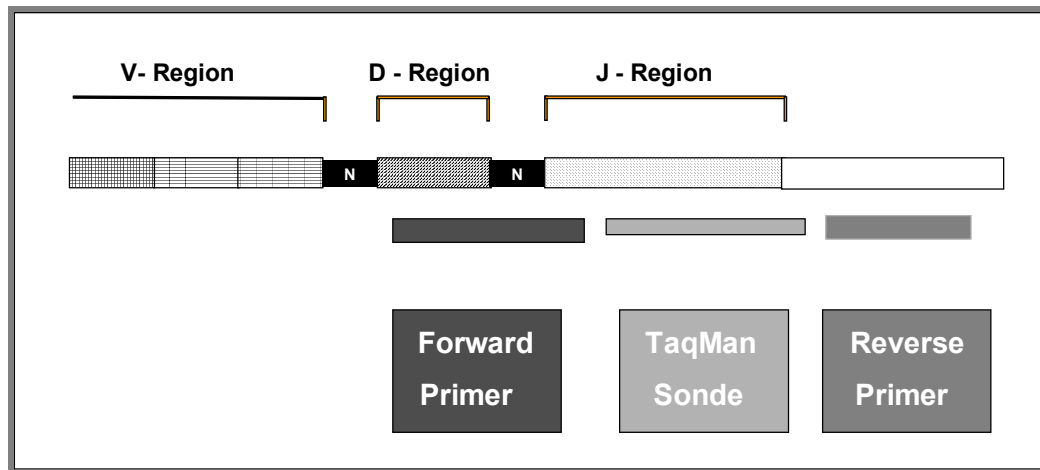 V- Region D - Region J - Region
N N
Forward TaqMan Reverse
Primer Sonde Primer